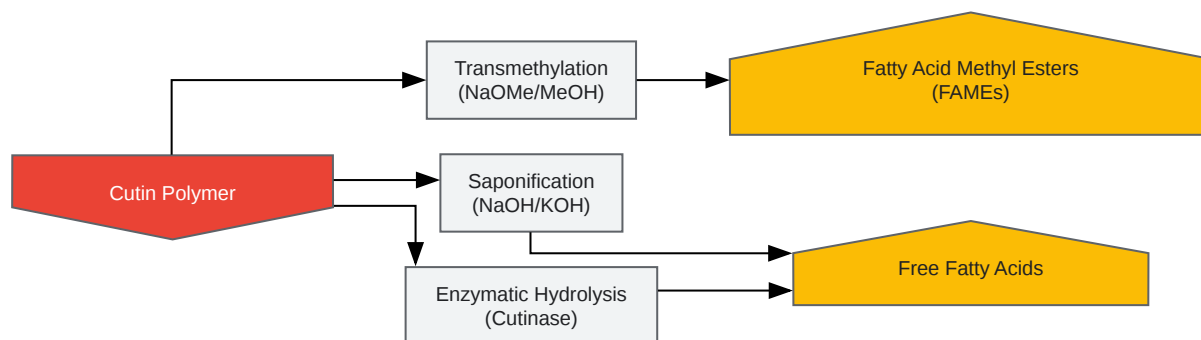 Transmethylation
(NaOMe/MeOH)
Fatty Acid Methyl Esters
(FAMEs)
Cutin Polymer
Saponification
(NaOH/KOH)
Free Fatty Acids
Enzymatic Hydrolysis
(Cutinase)